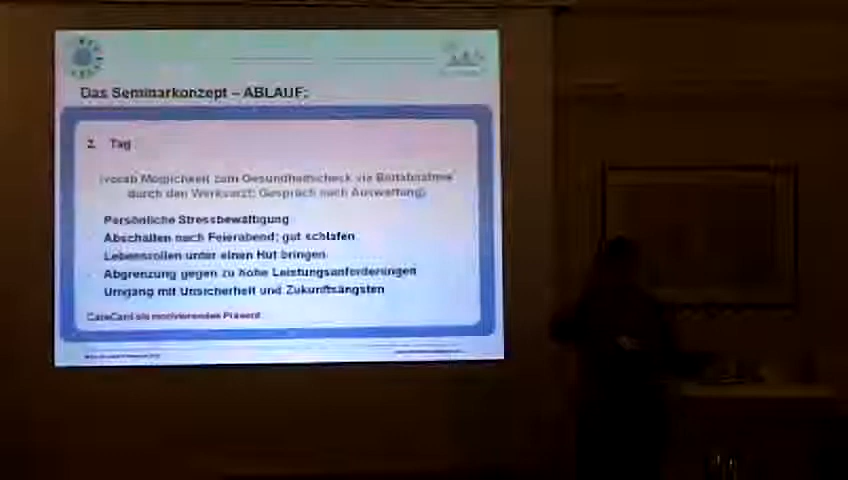 Das Seminarkonzept – ABLAUF:
2. Tag
(vorab Möglichkeit zum Gesundheitscheck via Blutabnahme
durch den Werksarzt; Gespräch nach Auswertung)
Persönliche Stressbewältigung
Abschalten nach Feierabend; gut schlafen
Lebensrollen unter einen Hut bringen
Abgrenzung gegen zu hohe Leistungsanforderungen
Umgang mit Unsicherheit und Zukunftsängsten
CareCard als motivierendes Präsent